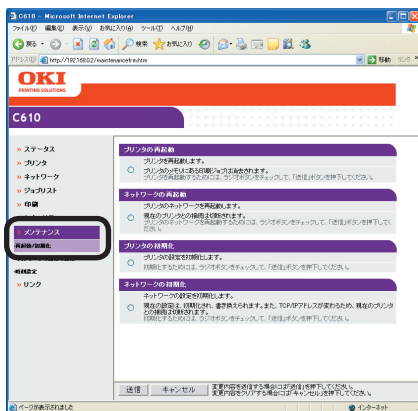 C610 - Microsoft Internet Explorer
ファイル(F) 編集(E) 表示(V) お気に入り(A) ツール(T) ヘルプ(H)
戻る 検索 お気に入り
アドレス(D) http://192.168.0.2/maintenancefre.htm 移動 リンク
OKI
PRINTING SOLUTIONS
C610
ステータス
プリンタ
ネットワーク
ジョブリスト
印刷
メンテナンス
再起動/初期化
時刻設定
リンク
プリンタの再起動
プリンタを再起動します。
プリンタのメモリにある印刷ジョブは消去されます。
プリンタを再起動するためには、ラジオボタンをチェックして、「送信」ボタンを押下してください。
ネットワークの再起動
プリンタのネットワークを再起動します。
現在のプリンタとの接続は切断されます。
プリンタのネットワークを再起動するためには、ラジオボタンをチェックして、「送信」ボタンを押下してください。
プリンタの初期化
プリンタの設定を初期化します。
初期化するためには、ラジオボタンをチェックして、「送信」ボタンを押下してください。
ネットワークの初期化
ネットワークの設定を初期化します。
現在の設定は、初期化され、書き換えられます。また、TCP/IPアドレスが変わるため、現在のプリンタとの接続は切断されます。
初期化するためには、ラジオボタンをチェックして、「送信」ボタンを押下してください。
送信 キャンセル 変更内容を送信する場合には「送信」を押下してください。
変更内容をクリアする場合には「キャンセル」を押下してください。
ページが表示されました インターネット